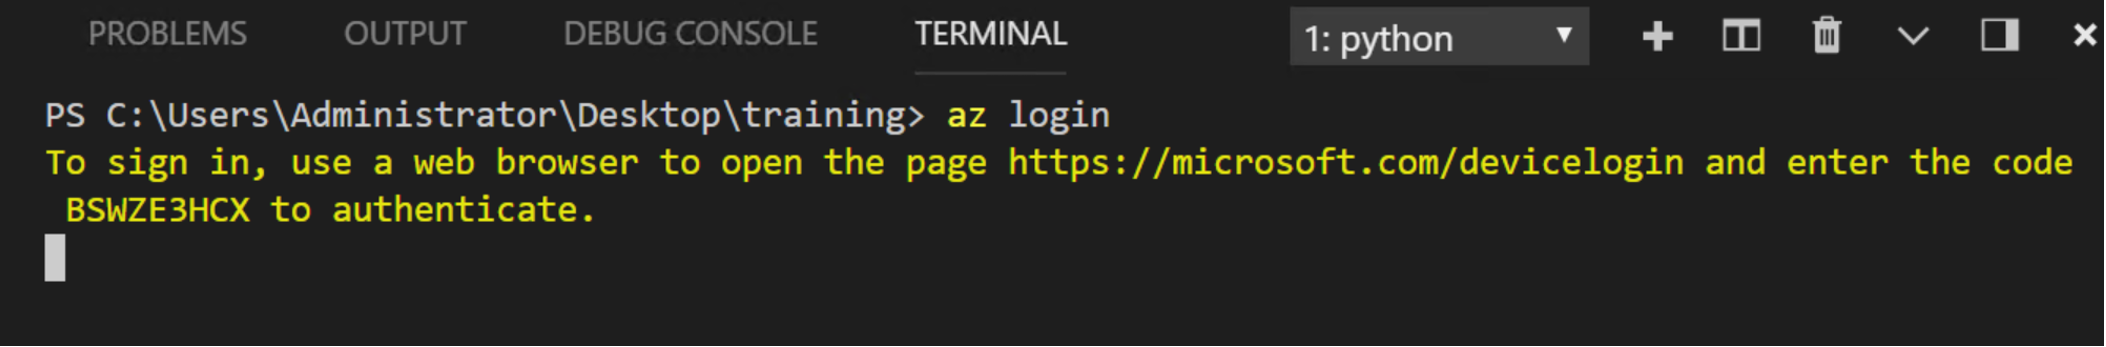 PROBLEMS OUTPUT DEBUG CONSOLE TERMINAL 1: python
PS C:\Users\Administrator\Desktop\training> az login
To sign in, use a web browser to open the page https://microsoft.com/devicelogin and enter the code
BSWZE3HCX to authenticate.